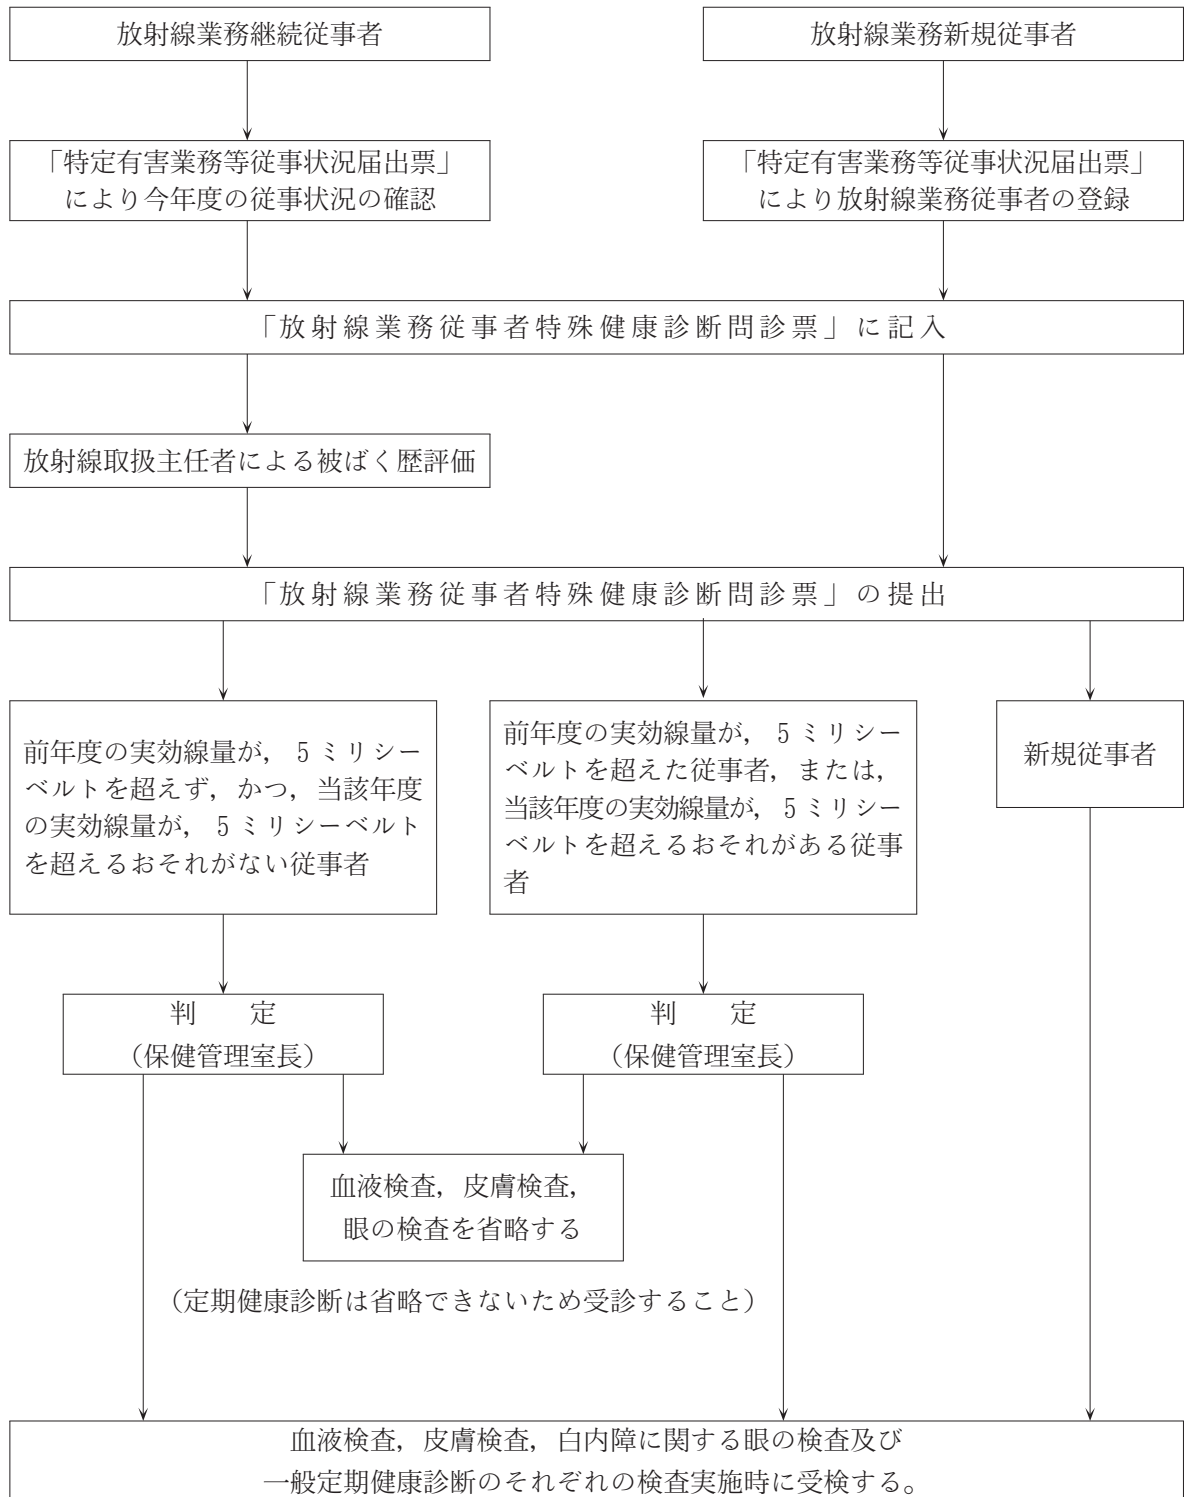 放射線業務継続従事者
放射線業務新規従事者
「特定有害業務等従事状況届出票」
により今年度の従事状況の確認
「特定有害業務等従事状況届出票」
により放射線業務従事者の登録
「放射線業務従事者特殊健康診断問診票」に記入
放射線取扱主任者による被ばく歴評価
「放射線業務従事者特殊健康診断問診票」の提出
前年度の実効線量が，5ミリシー
ベルトを超えず，かつ，当該年度
の実効線量が，5ミリシーベルト
を超えるおそれがない従事者
前年度の実効線量が，5ミリシー
ベルトを超えた従事者，または，
当該年度の実効線量が，5ミリシー
ベルトを超えるおそれがある従事
者
新規従事者
判　定
（保健管理室長）
判　定
（保健管理室長）
血液検査，皮膚検査，
眼の検査を省略する
（定期健康診断は省略できないため受診すること）
血液検査，皮膚検査，白内障に関する眼の検査及び
一般定期健康診断のそれぞれの検査実施時に受検する。